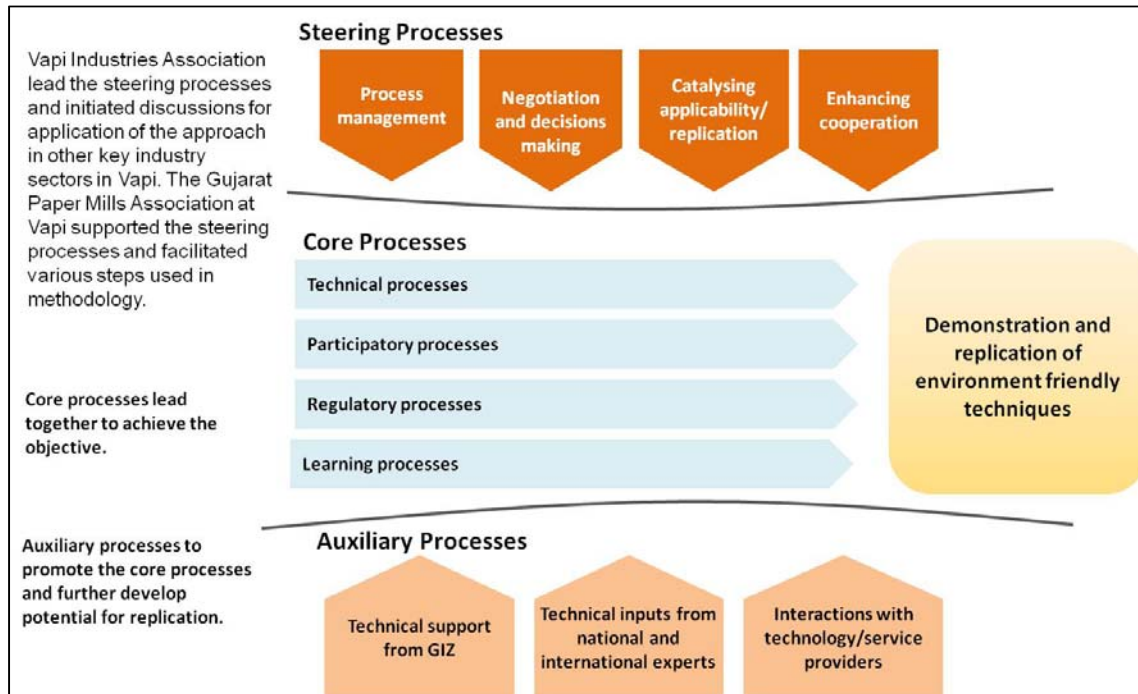 Steering Processes
Vapi Industries Association
lead the steering processes
and initiated discussions for
application of the approach
in other key industry
sectors in Vapi. The Gujarat
Paper Mills Association at
Vapi supported the steering
processes and facilitated
various steps used in
methodology.
Process
management
Negotiation
and decisions
making
Catalysing
applicability/
replication
Enhancing
cooperation
Core Processes
Technical processes
Participatory processes
Regulatory processes
Learning processes
Demonstration and
replication of
environment friendly
techniques
Core processes lead
together to achieve the
objective.
Auxiliary processes to
promote the core processes
and further develop
potential for replication.
Auxiliary Processes
Technical support
from GIZ
Technical inputs from
national and
international experts
Interactions with
technology/service
providers